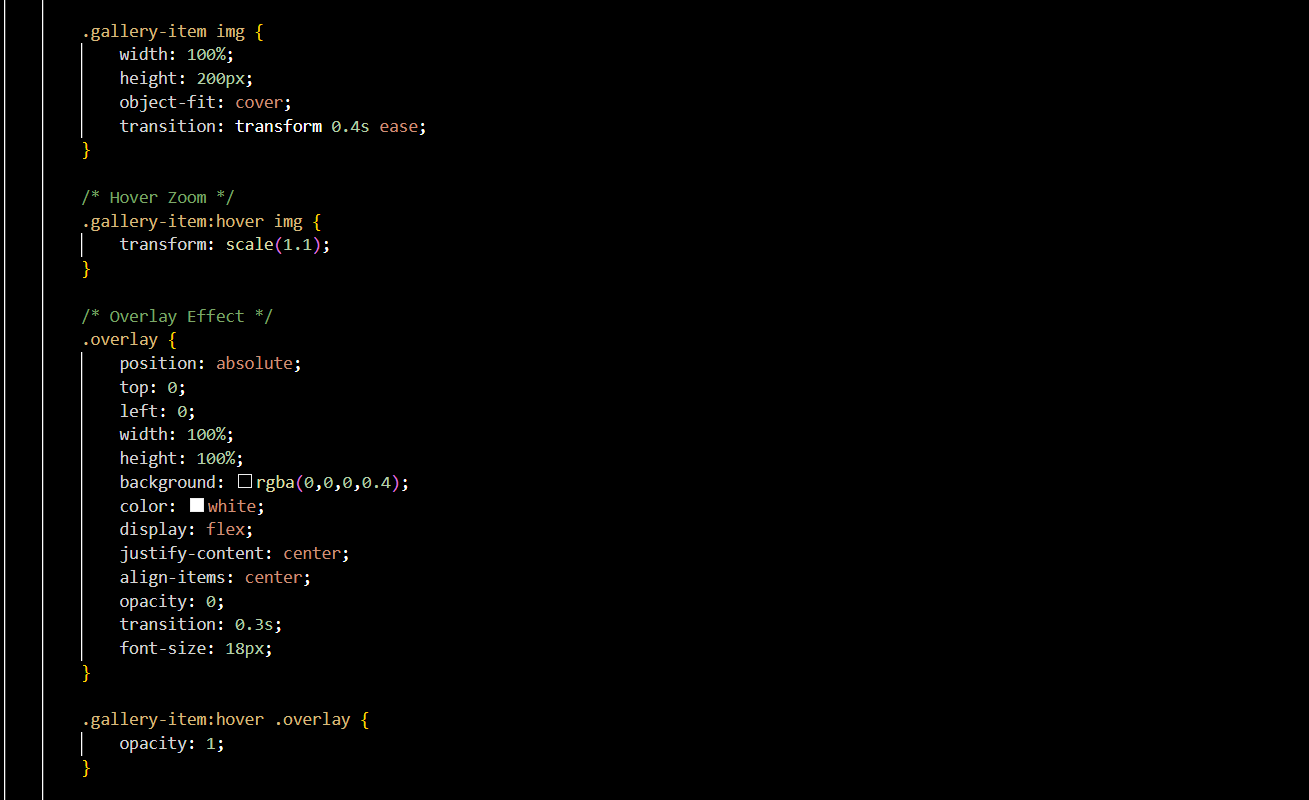 .gallery-item img {
    width: 100%;
    height: 200px;
    object-fit: cover;
    transition: transform 0.4s ease;
}

/* Hover Zoom */
.gallery-item:hover img {
    transform: scale(1.1);
}

/* Overlay Effect */
.overlay {
    position: absolute;
    top: 0;
    left: 0;
    width: 100%;
    height: 100%;
    background: rgba(0,0,0,0.4);
    color: white;
    display: flex;
    justify-content: center;
    align-items: center;
    opacity: 0;
    transition: 0.3s;
    font-size: 18px;
}

.gallery-item:hover .overlay {
    opacity: 1;
}